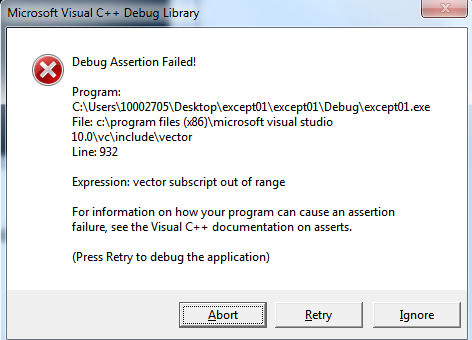 Microsoft Visual C++ Debug Library
Debug Assertion Failed!
Program:
C:\Users\10002705\Desktop\except01\except01\Debug\except01.exe
File: c:\program files (x86)\microsoft visual studio
10.0\vc\include\vector
Line: 932
Expression: vector subscript out of range
For information on how your program can cause an assertion
failure, see the Visual C++ documentation on asserts.
(Press Retry to debug the application)
Abort Retry Ignore